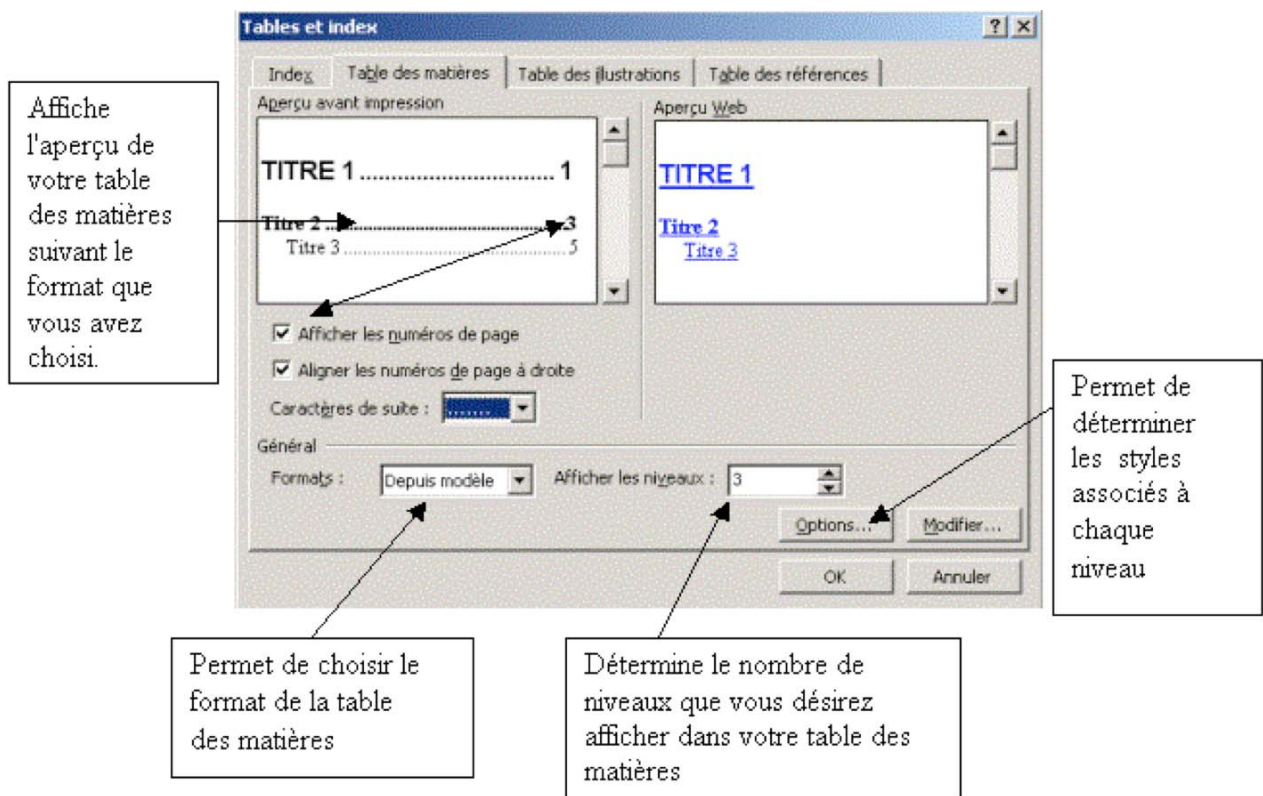 Tables et index
Index
Table des matières
Table des illustrations
Table des références
Aperçu avant impression
Aperçu Web
TITRE 1 ................................ 1
Titre 2 ................................ 3
Titre 3 ................................ 5
TITRE 1
Titre 2
Titre 3
Afficher les numéros de page
Aligner les numéros de page à droite
Caractères de suite : .......
Général
Formats : Depuis modèle
Afficher les niveaux : 3
Options...
Modifier...
OK
Annuler
Affiche
l'aperçu de
votre table
des matières
suivant le
format que
vous avez
choisi.
Permet de
déterminer
les styles
associés à
chaque
niveau
Permet de choisir le
format de la table
des matières
Détermine le nombre de
niveaux que vous désirez
afficher dans votre table des
matières